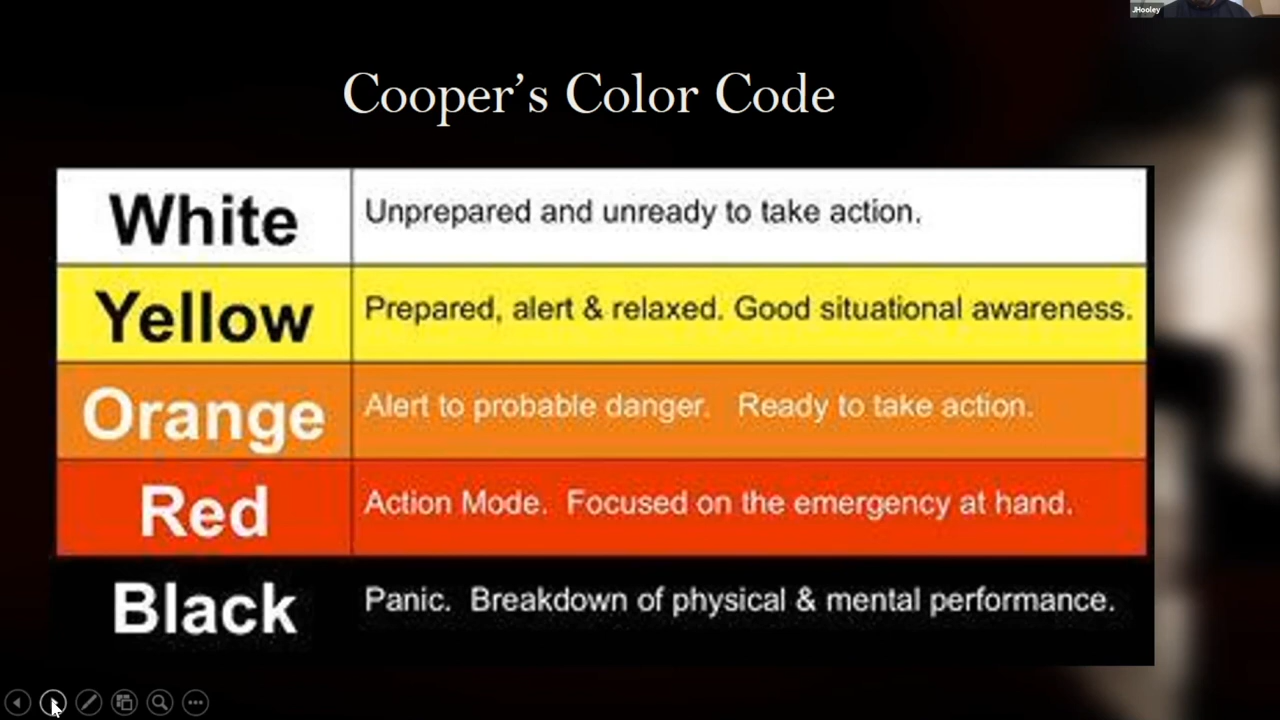 JHooley
Cooper’s Color Code
White
Unprepared and unready to take action.
Yellow
Prepared, alert & relaxed. Good situational awareness.
Orange
Alert to probable danger. Ready to take action.
Red
Action Mode. Focused on the emergency at hand.
Black
Panic. Breakdown of physical & mental performance.